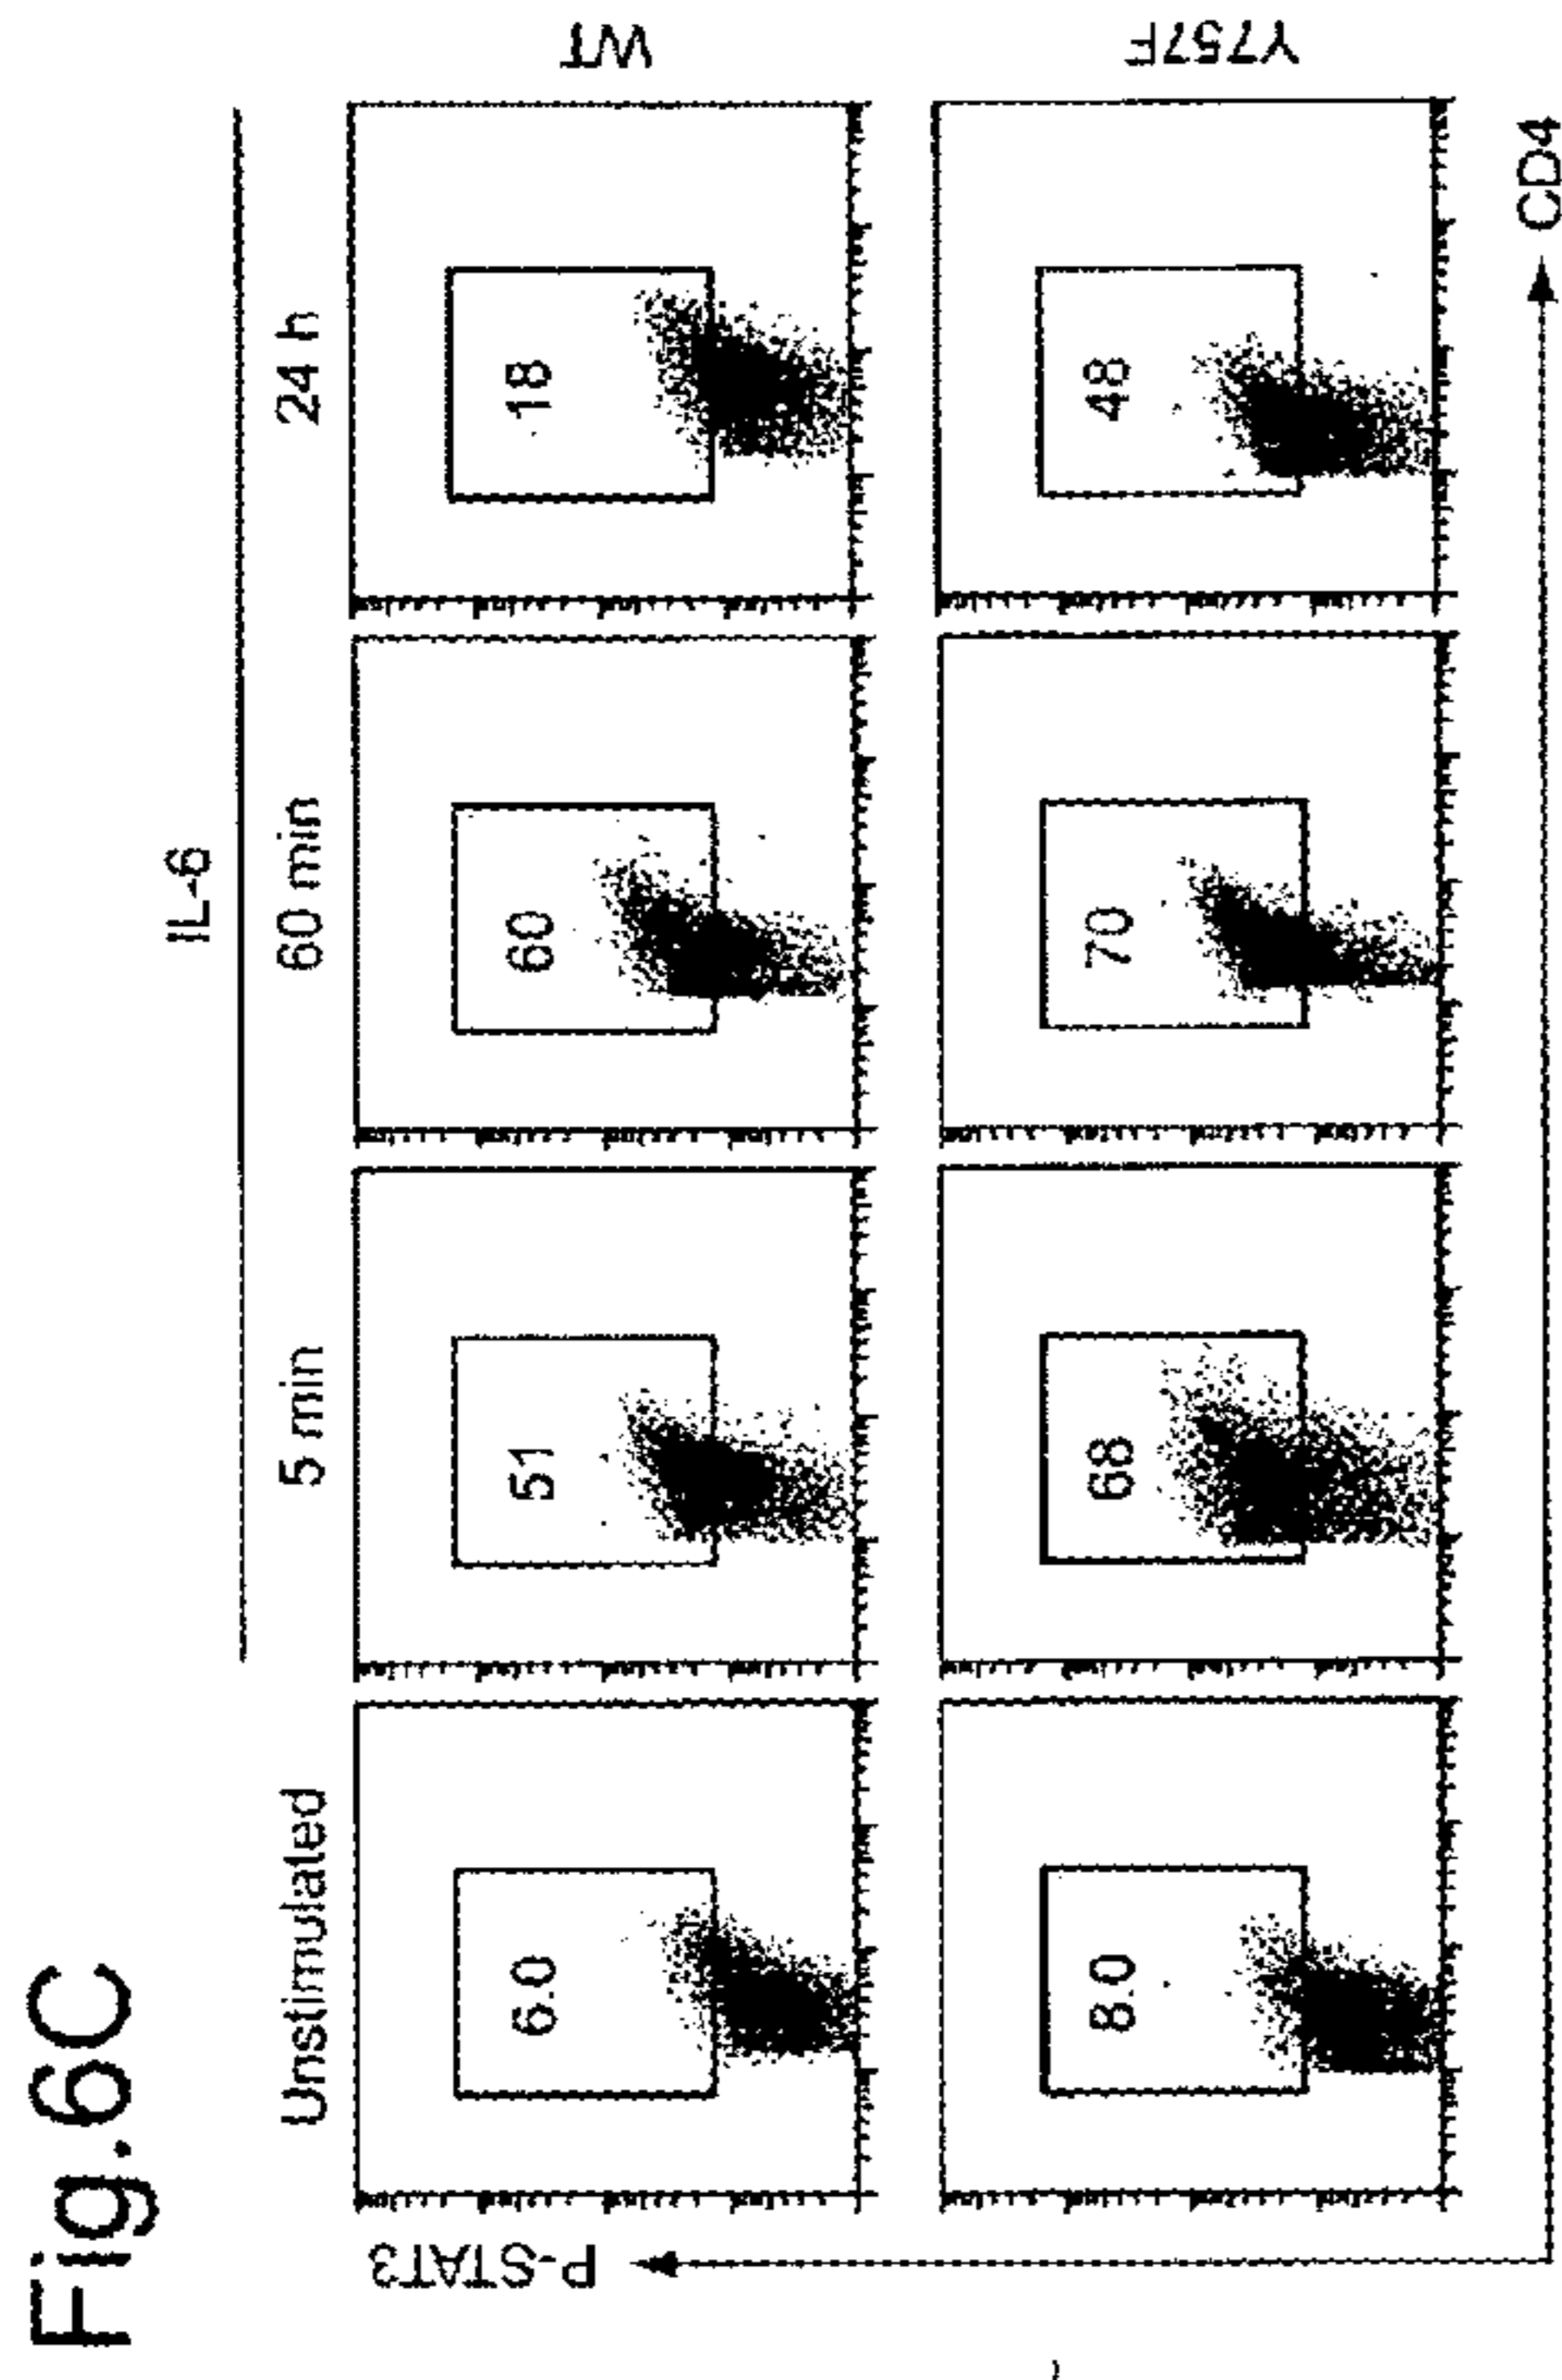 Fig.6C
IL-6
Unstimulated 5 min 60 min 24 h
6.0 51 60 18 WT
8.0 68 70 48 Y757F
P-STAT3
CD4